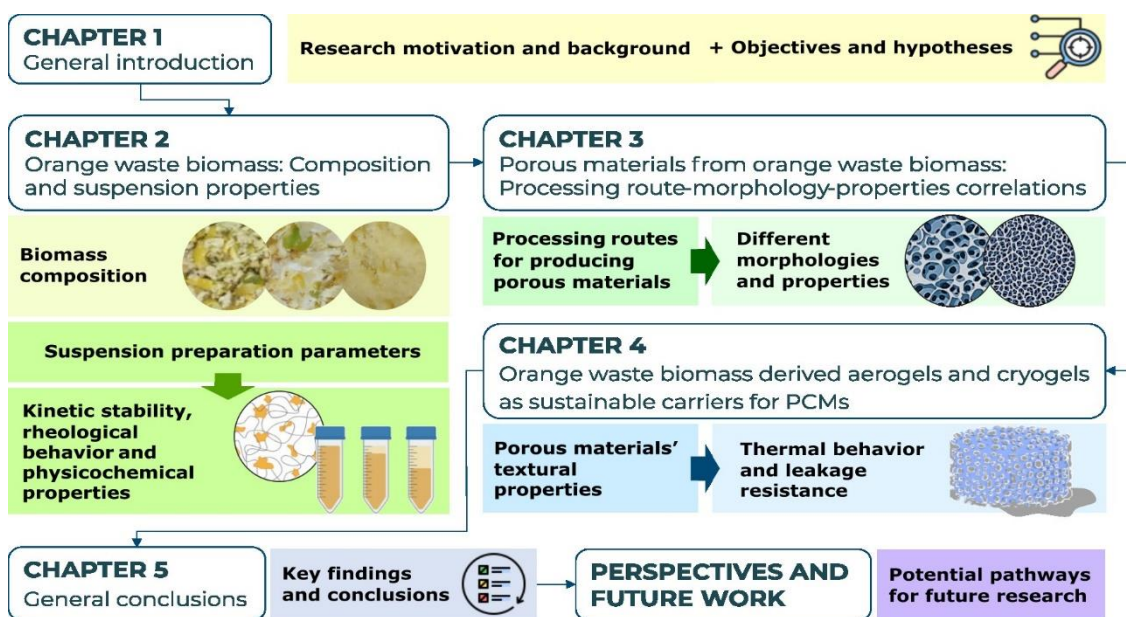 CHAPTER 1
General introduction
Research motivation and background + Objectives and hypotheses
CHAPTER 2
Orange waste biomass: Composition
and suspension properties
CHAPTER 3
Porous materials from orange waste biomass:
Processing route-morphology-properties correlations
Biomass
composition
Processing routes
for producing
porous materials
Different
morphologies
and properties
Suspension preparation parameters
Kinetic stability,
rheological
behavior and
physicochemical
properties
CHAPTER 4
Orange waste biomass derived aerogels and cryogels
as sustainable carriers for PCMs
Porous materials’
textural
properties
Thermal behavior
and leakage
resistance
CHAPTER 5
General conclusions
Key findings
and conclusions
PERSPECTIVES AND
FUTURE WORK
Potential pathways
for future research